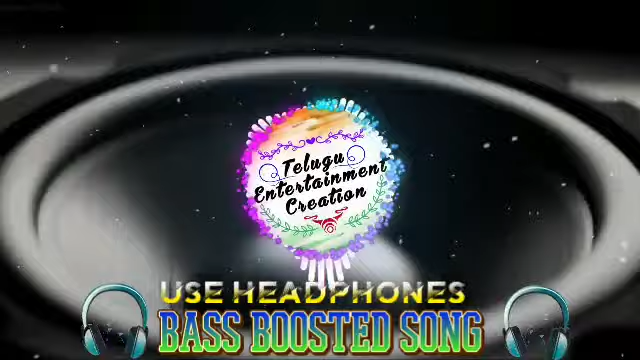 Telugu
Entertainment
Creation
USE HEADPHONES
BASS BOOSTED SONG